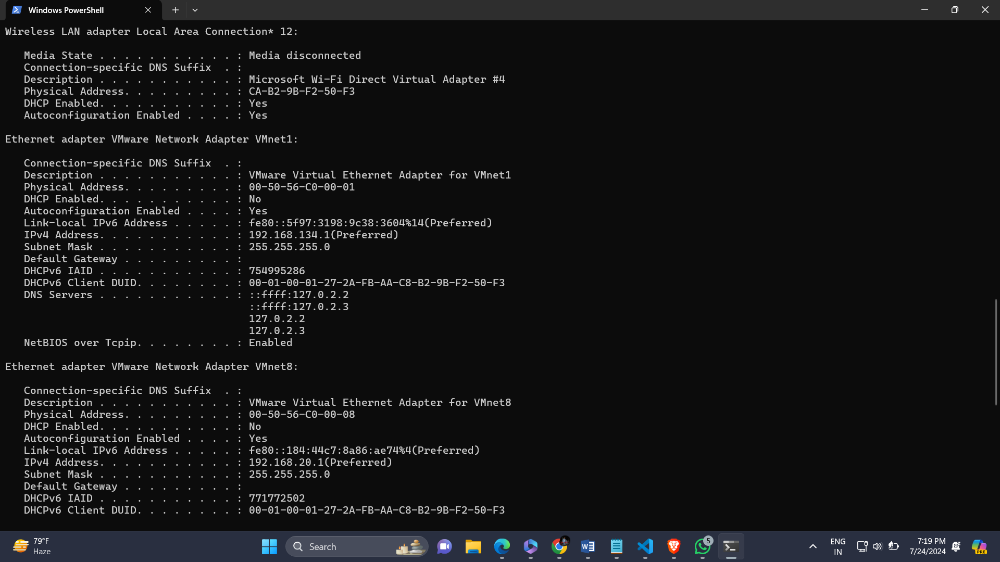 Windows PowerShell
Wireless LAN adapter Local Area Connection* 12:
Media State . . . . . . . . . . . : Media disconnected
Connection-specific DNS Suffix  . :
Description . . . . . . . . . . . : Microsoft Wi-Fi Direct Virtual Adapter #4
Physical Address. . . . . . . . . : CA-B2-9B-F2-50-F3
DHCP Enabled. . . . . . . . . . . : Yes
Autoconfiguration Enabled . . . . : Yes
Ethernet adapter VMware Network Adapter VMnet1:
Connection-specific DNS Suffix  . :
Description . . . . . . . . . . . : VMware Virtual Ethernet Adapter for VMnet1
Physical Address. . . . . . . . . : 00-50-56-C0-00-01
DHCP Enabled. . . . . . . . . . . : No
Autoconfiguration Enabled . . . . : Yes
Link-local IPv6 Address . . . . . : fe80::5f97:3198:9c38:3604%14(Preferred)
IPv4 Address. . . . . . . . . . . : 192.168.134.1(Preferred)
Subnet Mask . . . . . . . . . . . : 255.255.255.0
Default Gateway . . . . . . . . . :
DHCPv6 IAID . . . . . . . . . . . : 754995286
DHCPv6 Client DUID. . . . . . . . : 00-01-00-01-27-2A-FB-AA-C8-B2-9B-F2-50-F3
DNS Servers . . . . . . . . . . . : ::ffff:127.0.2.2
::ffff:127.0.2.3
127.0.2.2
127.0.2.3
NetBIOS over Tcpip. . . . . . . . : Enabled
Ethernet adapter VMware Network Adapter VMnet8:
Connection-specific DNS Suffix  . :
Description . . . . . . . . . . . : VMware Virtual Ethernet Adapter for VMnet8
Physical Address. . . . . . . . . : 00-50-56-C0-00-08
DHCP Enabled. . . . . . . . . . . : No
Autoconfiguration Enabled . . . . : Yes
Link-local IPv6 Address . . . . . : fe80::184:44c7:8a86:ae74%4(Preferred)
IPv4 Address. . . . . . . . . . . : 192.168.20.1(Preferred)
Subnet Mask . . . . . . . . . . . : 255.255.255.0
Default Gateway . . . . . . . . . :
DHCPv6 IAID . . . . . . . . . . . : 771772502
DHCPv6 Client DUID. . . . . . . . : 00-01-00-01-27-2A-FB-AA-C8-B2-9B-F2-50-F3
79°F
Haze
Search
W
5
ENG
IN
7:19 PM
7/24/2024
PRE